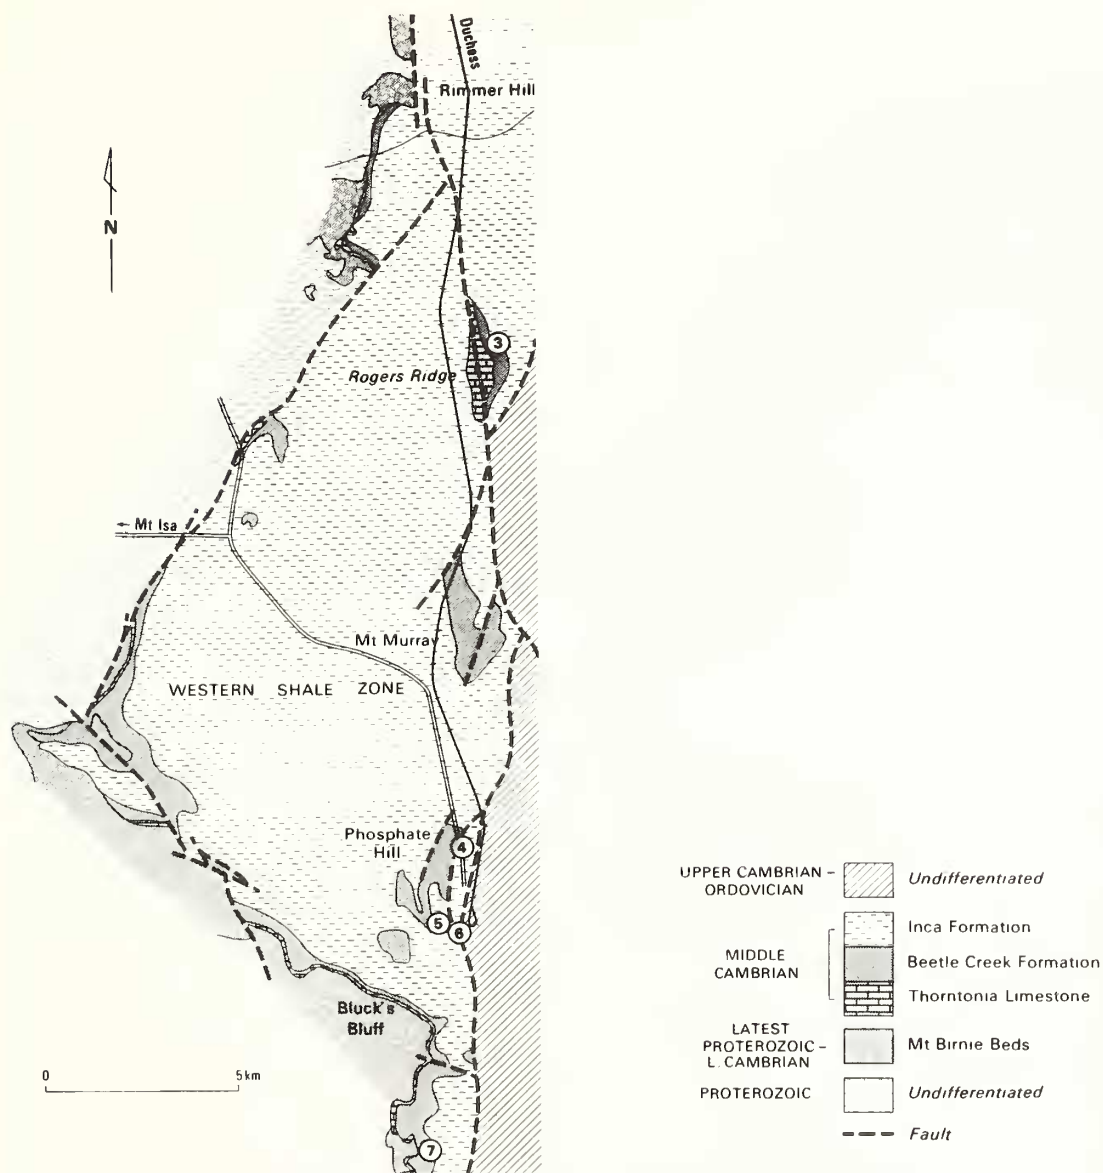 Duchess
Rimmer Hill
N
3
Rogers Ridge
← Mt Isa
Mt Murray
WESTERN SHALE ZONE
Phosphate
Hill
4
5
6
Bluck's
Bluff
7
0 5km
UPPER CAMBRIAN –
ORDOVICIAN
Undifferentiated
MIDDLE
CAMBRIAN
Inca Formation
Beetle Creek Formation
Thorntonia Limestone
LATEST
PROTEROZOIC –
L. CAMBRIAN
Mt Birnie Beds
PROTEROZOIC
Undifferentiated
Fault